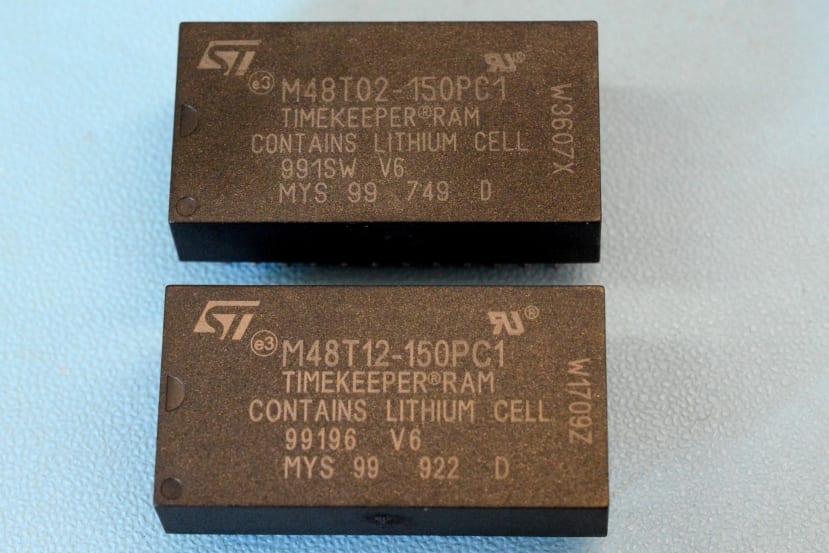 ST
e3 M48T02-150PC1
TIMEKEEPER®RAM
CONTAINS LITHIUM CELL
991SW V6
MYS 99 749 D
W3607X
ST
e3 M48T12-150PC1
TIMEKEEPER®RAM
CONTAINS LITHIUM CELL
99196 V6
MYS 99 922 D
W1709Z